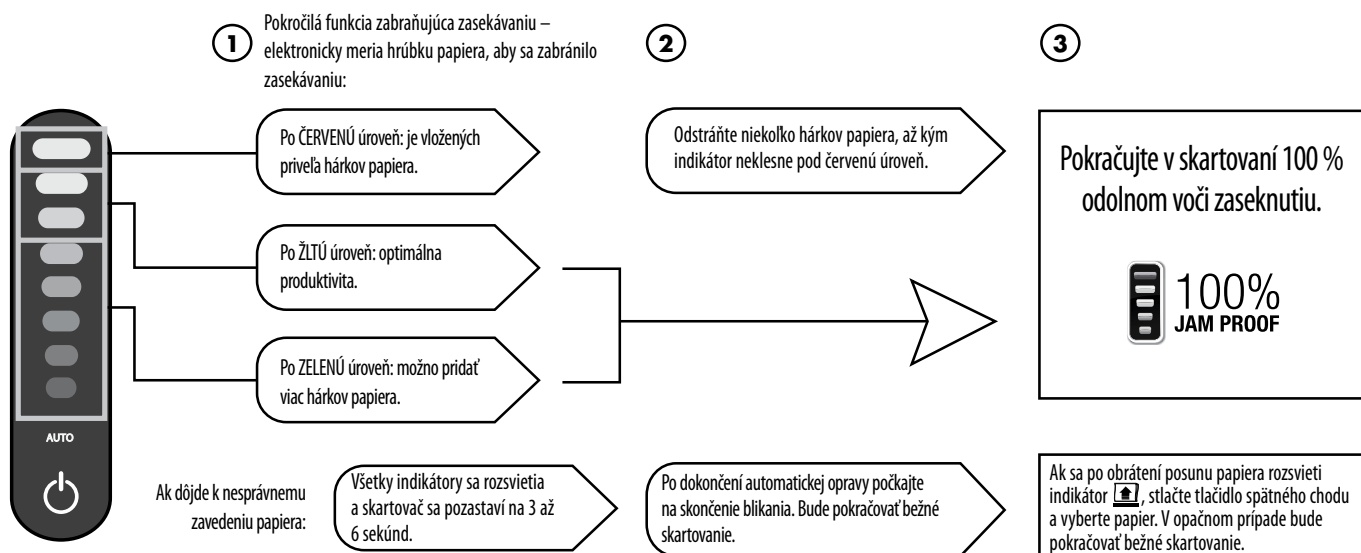 1
Pokročilá funkcia zabraňujúca zasekávaniu –
elektronicky meria hrúbku papiera, aby sa zabránilo
zasekávaniu:
2
3
Po ČERVENÚ úroveň: je vložených
priveľa hárkov papiera.
Odstráňte niekoľko hárkov papiera, až kým
indikátor neklesne pod červenú úroveň.
Pokračujte v skartovaní 100 %
odolnom voči zaseknutiu.
Po ŽLTÚ úroveň: optimálna
produktivita.
100%
JAM PROOF
Po ZELENÚ úroveň: možno pridať
viac hárkov papiera.
AUTO
Ak dôjde k nesprávnemu
zavedeniu papiera:
Všetky indikátory sa rozsvietia
a skartovač sa pozastaví na 3 až
6 sekúnd.
Po dokončení automatickej opravy počkajte
na skončenie blikania. Bude pokračovať bežné
skartovanie.
Ak sa po obrátení posunu papiera rozsvieti
indikátor , stlačte tlačidlo spätného chodu
a vyberte papier. V opačnom prípade bude
pokračovať bežné skartovanie.